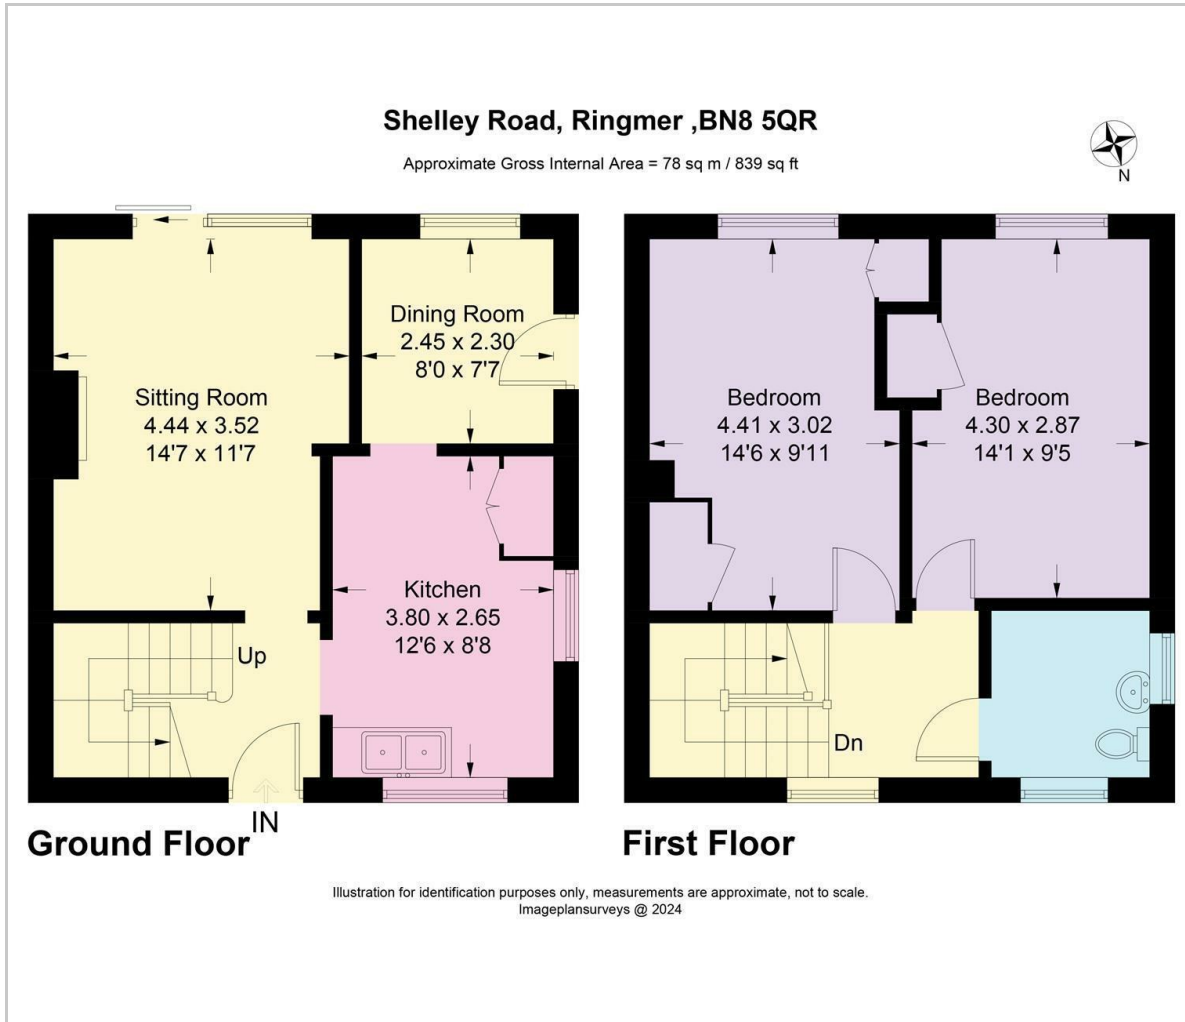 Shelley Road, Ringmer ,BN8 5QR
Approximate Gross Internal Area = 78 sq m / 839 sq ft
N
Dining Room
2.45 x 2.30
8'0 x 7'7
Sitting Room
4.44 x 3.52
14'7 x 11'7
Kitchen
3.80 x 2.65
12'6 x 8'8
Up
IN
Ground Floor
Bedroom
4.41 x 3.02
14'6 x 9'11
Bedroom
4.30 x 2.87
14'1 x 9'5
Dn
First Floor
Illustration for identification purposes only, measurements are approximate, not to scale.
Imageplansurveys @ 2024